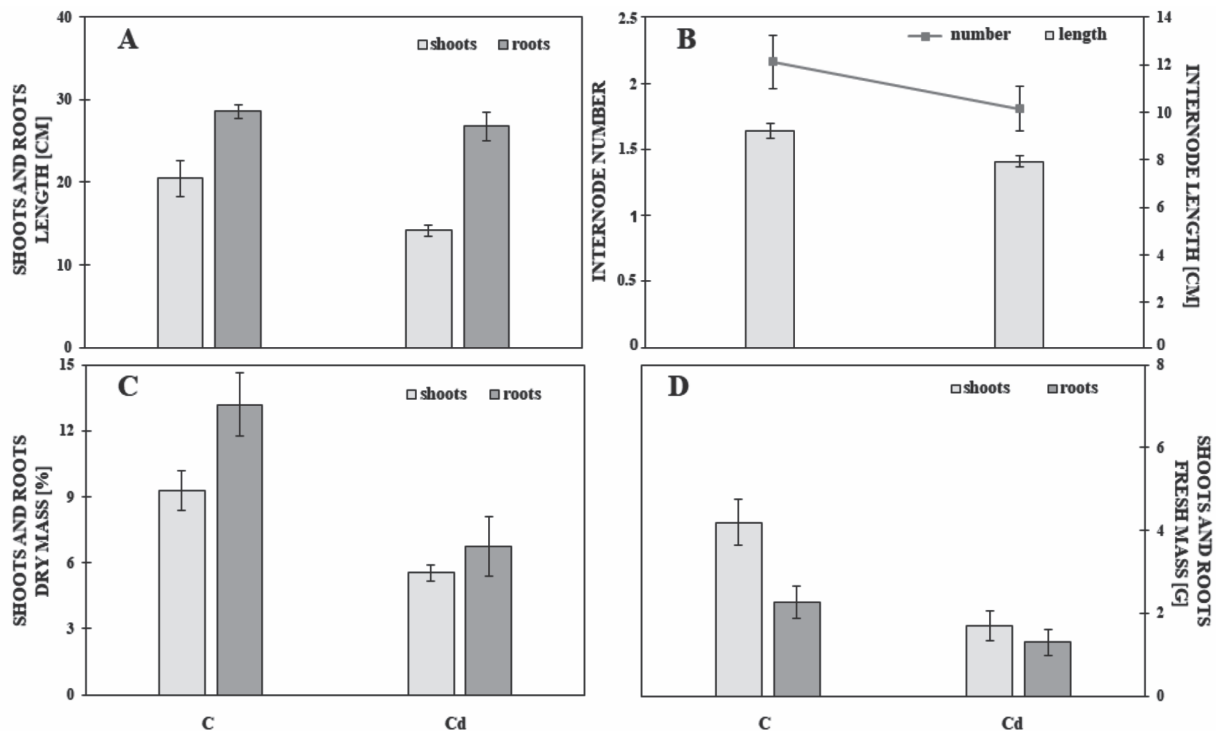 A
shoots roots
SHOOTS AND ROOTS
LENGTH [CM]
40
30
20
10
0
B
number length
INTERNODE NUMBER
2.5
2
1.5
1
0.5
0
INTERNODE LENGTH [CM]
14
12
10
8
6
4
2
0
C
shoots roots
SHOOTS AND ROOTS
DRY MASS [%]
15
12
9
6
3
0
C Cd
D
shoots roots
SHOOTS AND ROOTS
FRESH MASS [G]
8
6
4
2
0
C Cd